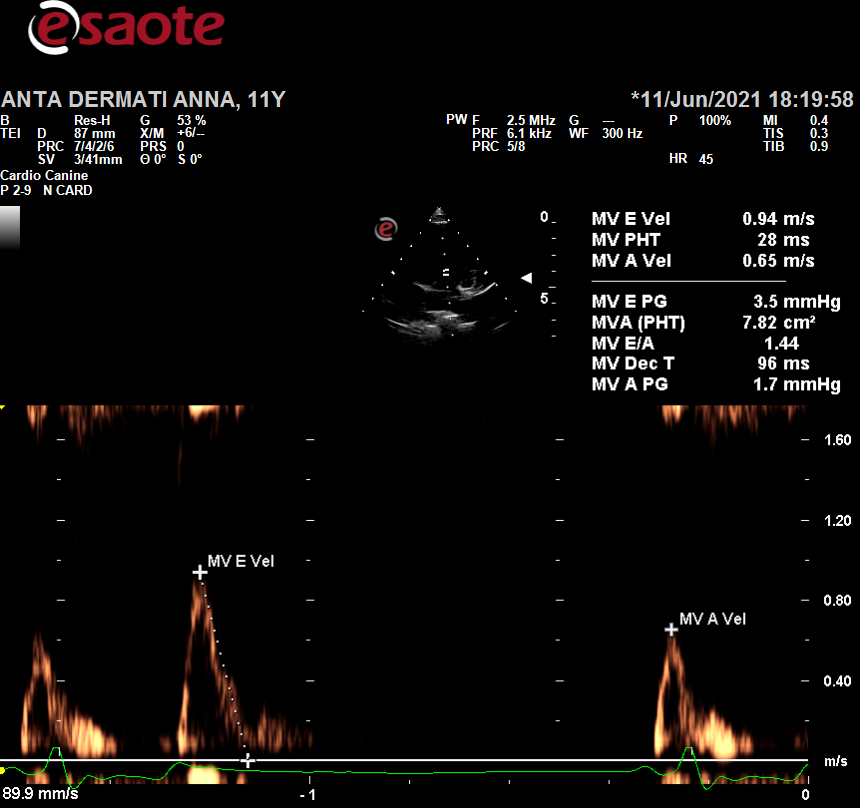 esaote
ANTA DERMATI ANNA, 11Y
*11/Jun/2021 18:19:58
B Res-H G 53 % PW F 2.5 MHz G --- P 100% MI 0.4
TEI D 87 mm X/M +6/-- PRF 6.1 kHz WF 300 Hz TIS 0.3
PRC 7/4/2/6 PRS 0 PRC 5/8 TIB 0.9
SV 3/41mm Θ 0° S 0° HR 45
Cardio Canine
P 2-9 N CARD
e
0
5
MV E Vel 0.94 m/s
MV PHT 28 ms
MV A Vel 0.65 m/s
MV E PG 3.5 mmHg
MVA (PHT) 7.82 cm²
MV E/A 1.44
MV Dec T 96 ms
MV A PG 1.7 mmHg
1.60
1.20
MV E Vel
0.80
MV A Vel
0.40
m/s
89.9 mm/s
-1
0